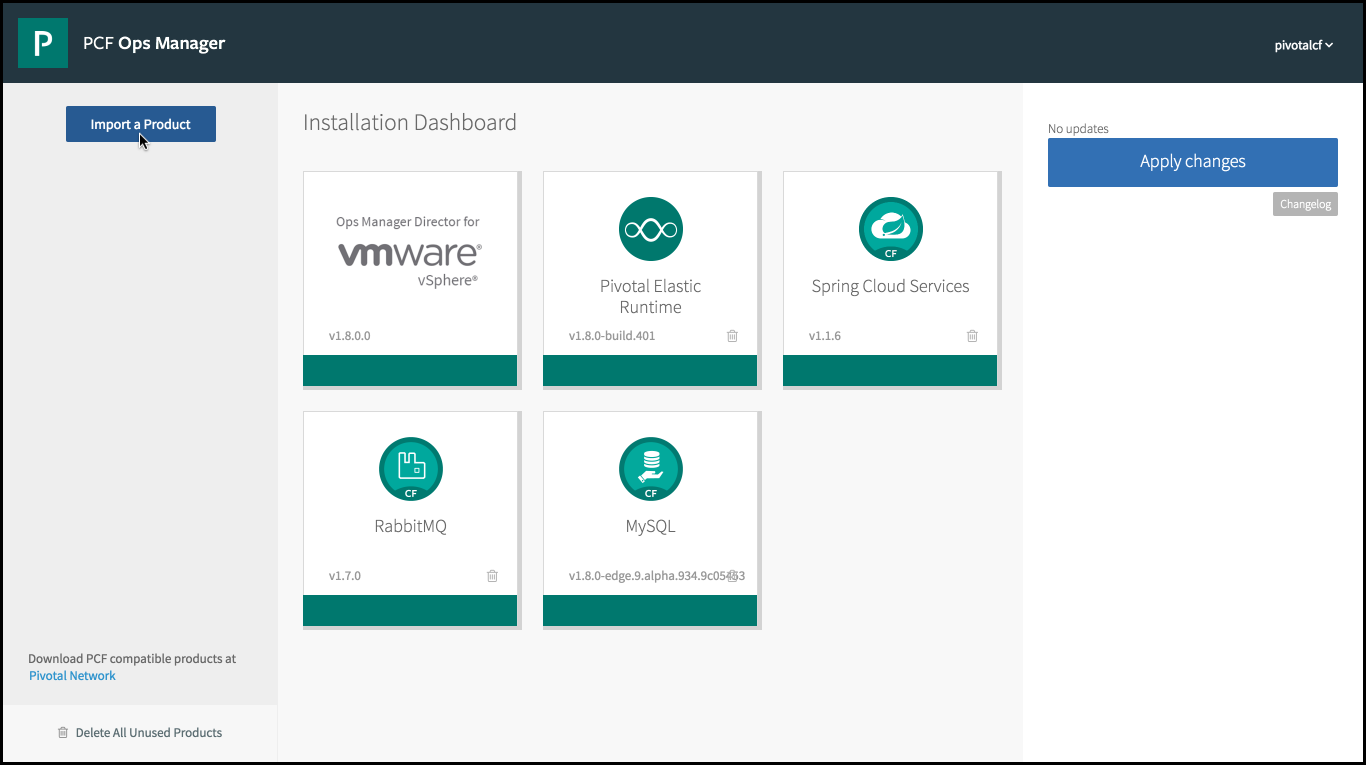 P
PCF Ops Manager
pivotalcf
Import a Product
Installation Dashboard
No updates
Apply changes
Changelog
Ops Manager Director for
vmware®
vSphere®
v1.8.0.0
Pivotal Elastic
Runtime
v1.8.0-build.401
CF
Spring Cloud Services
v1.1.6
CF
RabbitMQ
v1.7.0
CF
MySQL
v1.8.0-edge.9.alpha.934.9c05453
Download PCF compatible products at
Pivotal Network
Delete All Unused Products